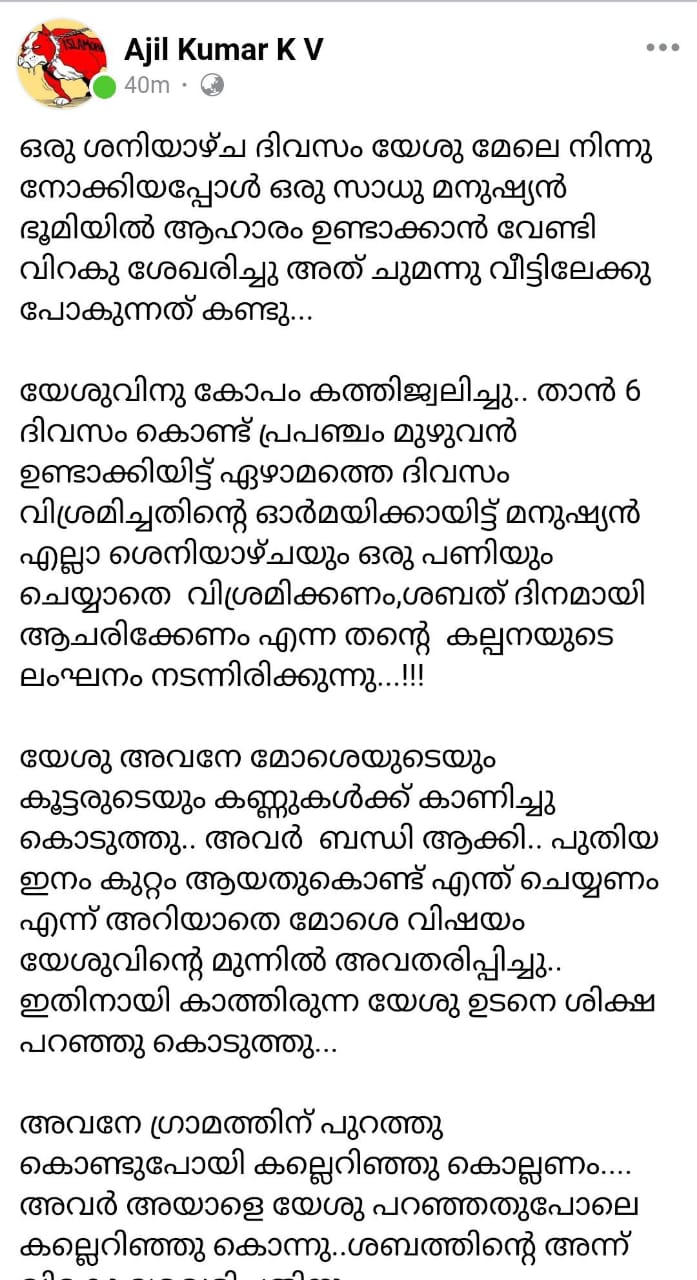 Ajil Kumar K V
40m ·
ഒരു ശനിയാഴ്ച ദിവസം യേശു മേലെ നിന്നു
നോക്കിയപ്പോൾ ഒരു സാധു മനുഷ്യൻ
ഭൂമിയിൽ ആഹാരം ഉണ്ടാക്കാൻ വേണ്ടി
വിറകു ശേഖരിച്ചു അത് ചുമന്നു വീട്ടിലേക്കു
പോകുന്നത് കണ്ടു...
യേശുവിനു കോപം കത്തിജ്വലിച്ചു.. താൻ 6
ദിവസം കൊണ്ട് പ്രപഞ്ചം മുഴുവൻ
ഉണ്ടാക്കിയിട്ട് ഏഴാമത്തെ ദിവസം
വിശ്രമിച്ചതിന്റെ ഓർമയിക്കായിട്ട് മനുഷ്യൻ
എല്ലാ ശെനിയാഴ്ചയും ഒരു പണിയും
ചെയ്യാതെ വിശ്രമിക്കണം,ശബത് ദിനമായി
ആചരിക്കേണം എന്ന തന്റെ കല്പനയുടെ
ലംഘനം നടന്നിരിക്കുന്നു...!!!
യേശു അവനേ മോശെയുടെയും
കൂട്ടരുടെയും കണ്ണുകൾക്ക് കാണിച്ചു
കൊടുത്തു.. അവർ ബന്ധി ആക്കി.. പുതിയ
ഇനം കുറ്റം ആയതുകൊണ്ട് എന്ത് ചെയ്യണം
എന്ന് അറിയാതെ മോശെ വിഷയം
യേശുവിന്റെ മുന്നിൽ അവതരിപ്പിച്ചു..
ഇതിനായി കാത്തിരുന്ന യേശു ഉടനെ ശിക്ഷ
പറഞ്ഞു കൊടുത്തു...
അവനേ ഗ്രാമത്തിന് പുറത്തു
കൊണ്ടുപോയി കല്ലെറിഞ്ഞു കൊല്ലണം....
അവർ അയാളെ യേശു പറഞ്ഞതുപോലെ
കല്ലെറിഞ്ഞു കൊന്നു..ശബത്തിന്റെ അന്ന്